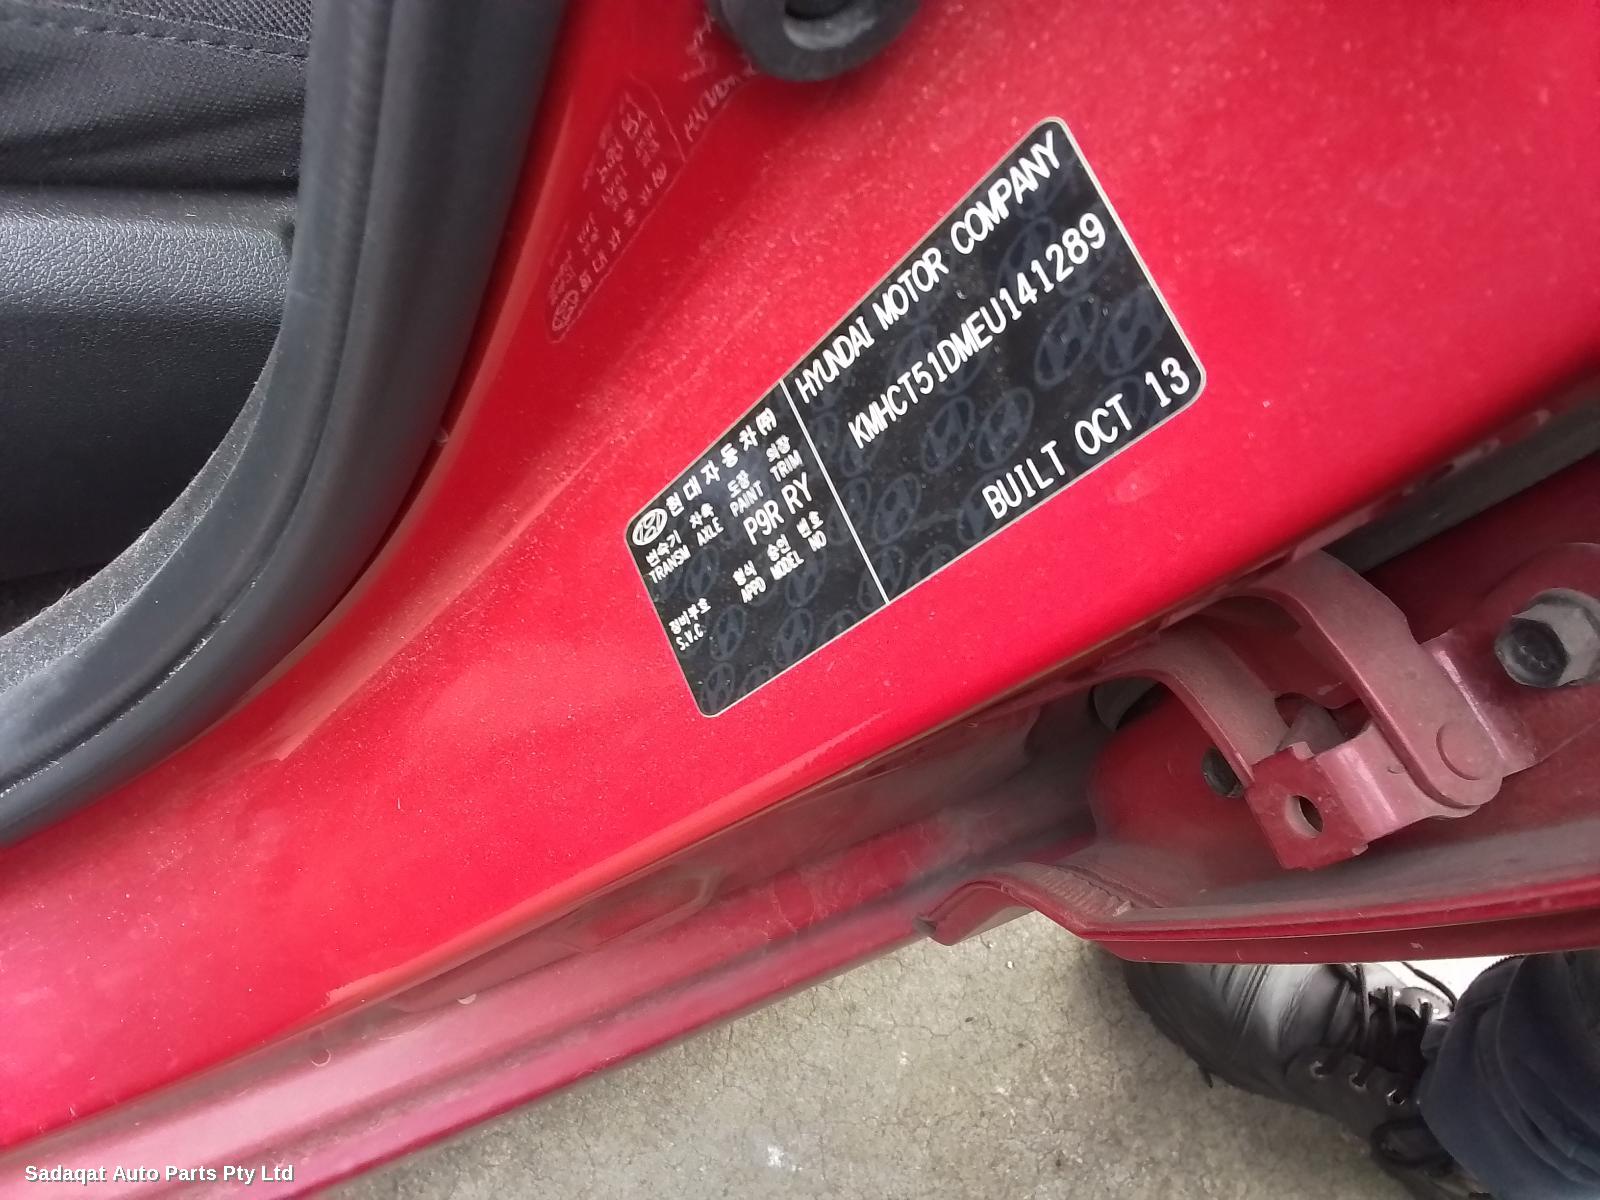 HYUNDAI MOTOR COMPANY
KMHCT51DMEU141289
BUILT OCT 13
현대자동차㈜
변속기 차축 도장 의장
TRANSM AXLE PAINT TRIM
P9R RY
형식 승인 번호
APPD MODEL NO
장비부호
S.V.C
Sadaqat Auto Parts Pty Ltd